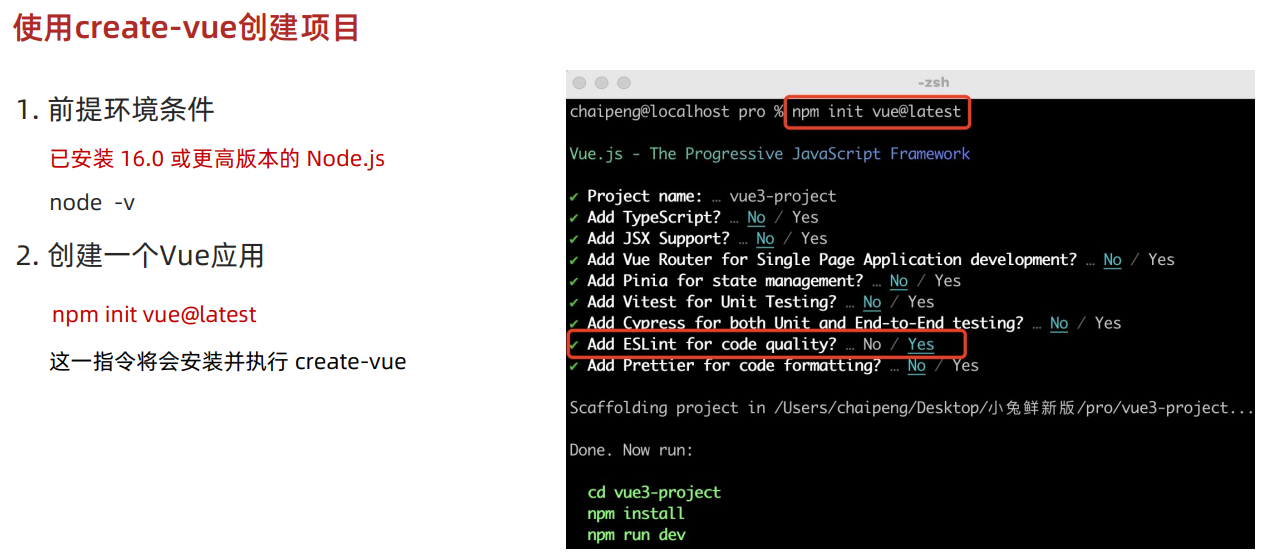 使用create-vue创建项目
1. 前提环境条件
已安装 16.0 或更高版本的 Node.js
node -v
2. 创建一个Vue应用
npm init vue@latest
这一指令将会安装并执行 create-vue
-zsh
chaipeng@localhost pro % npm init vue@latest
Vue.js - The Progressive JavaScript Framework
✔ Project name: … vue3-project
✔ Add TypeScript? … No / Yes
✔ Add JSX Support? … No / Yes
✔ Add Vue Router for Single Page Application development? … No / Yes
✔ Add Pinia for state management? … No / Yes
✔ Add Vitest for Unit Testing? … No / Yes
✔ Add Cypress for both Unit and End-to-End testing? … No / Yes
✔ Add ESLint for code quality? … No / Yes
✔ Add Prettier for code formatting? … No / Yes
Scaffolding project in /Users/chaipeng/Desktop/小兔鲜新版/pro/vue3-project...
Done. Now run:
cd vue3-project
npm install
npm run dev